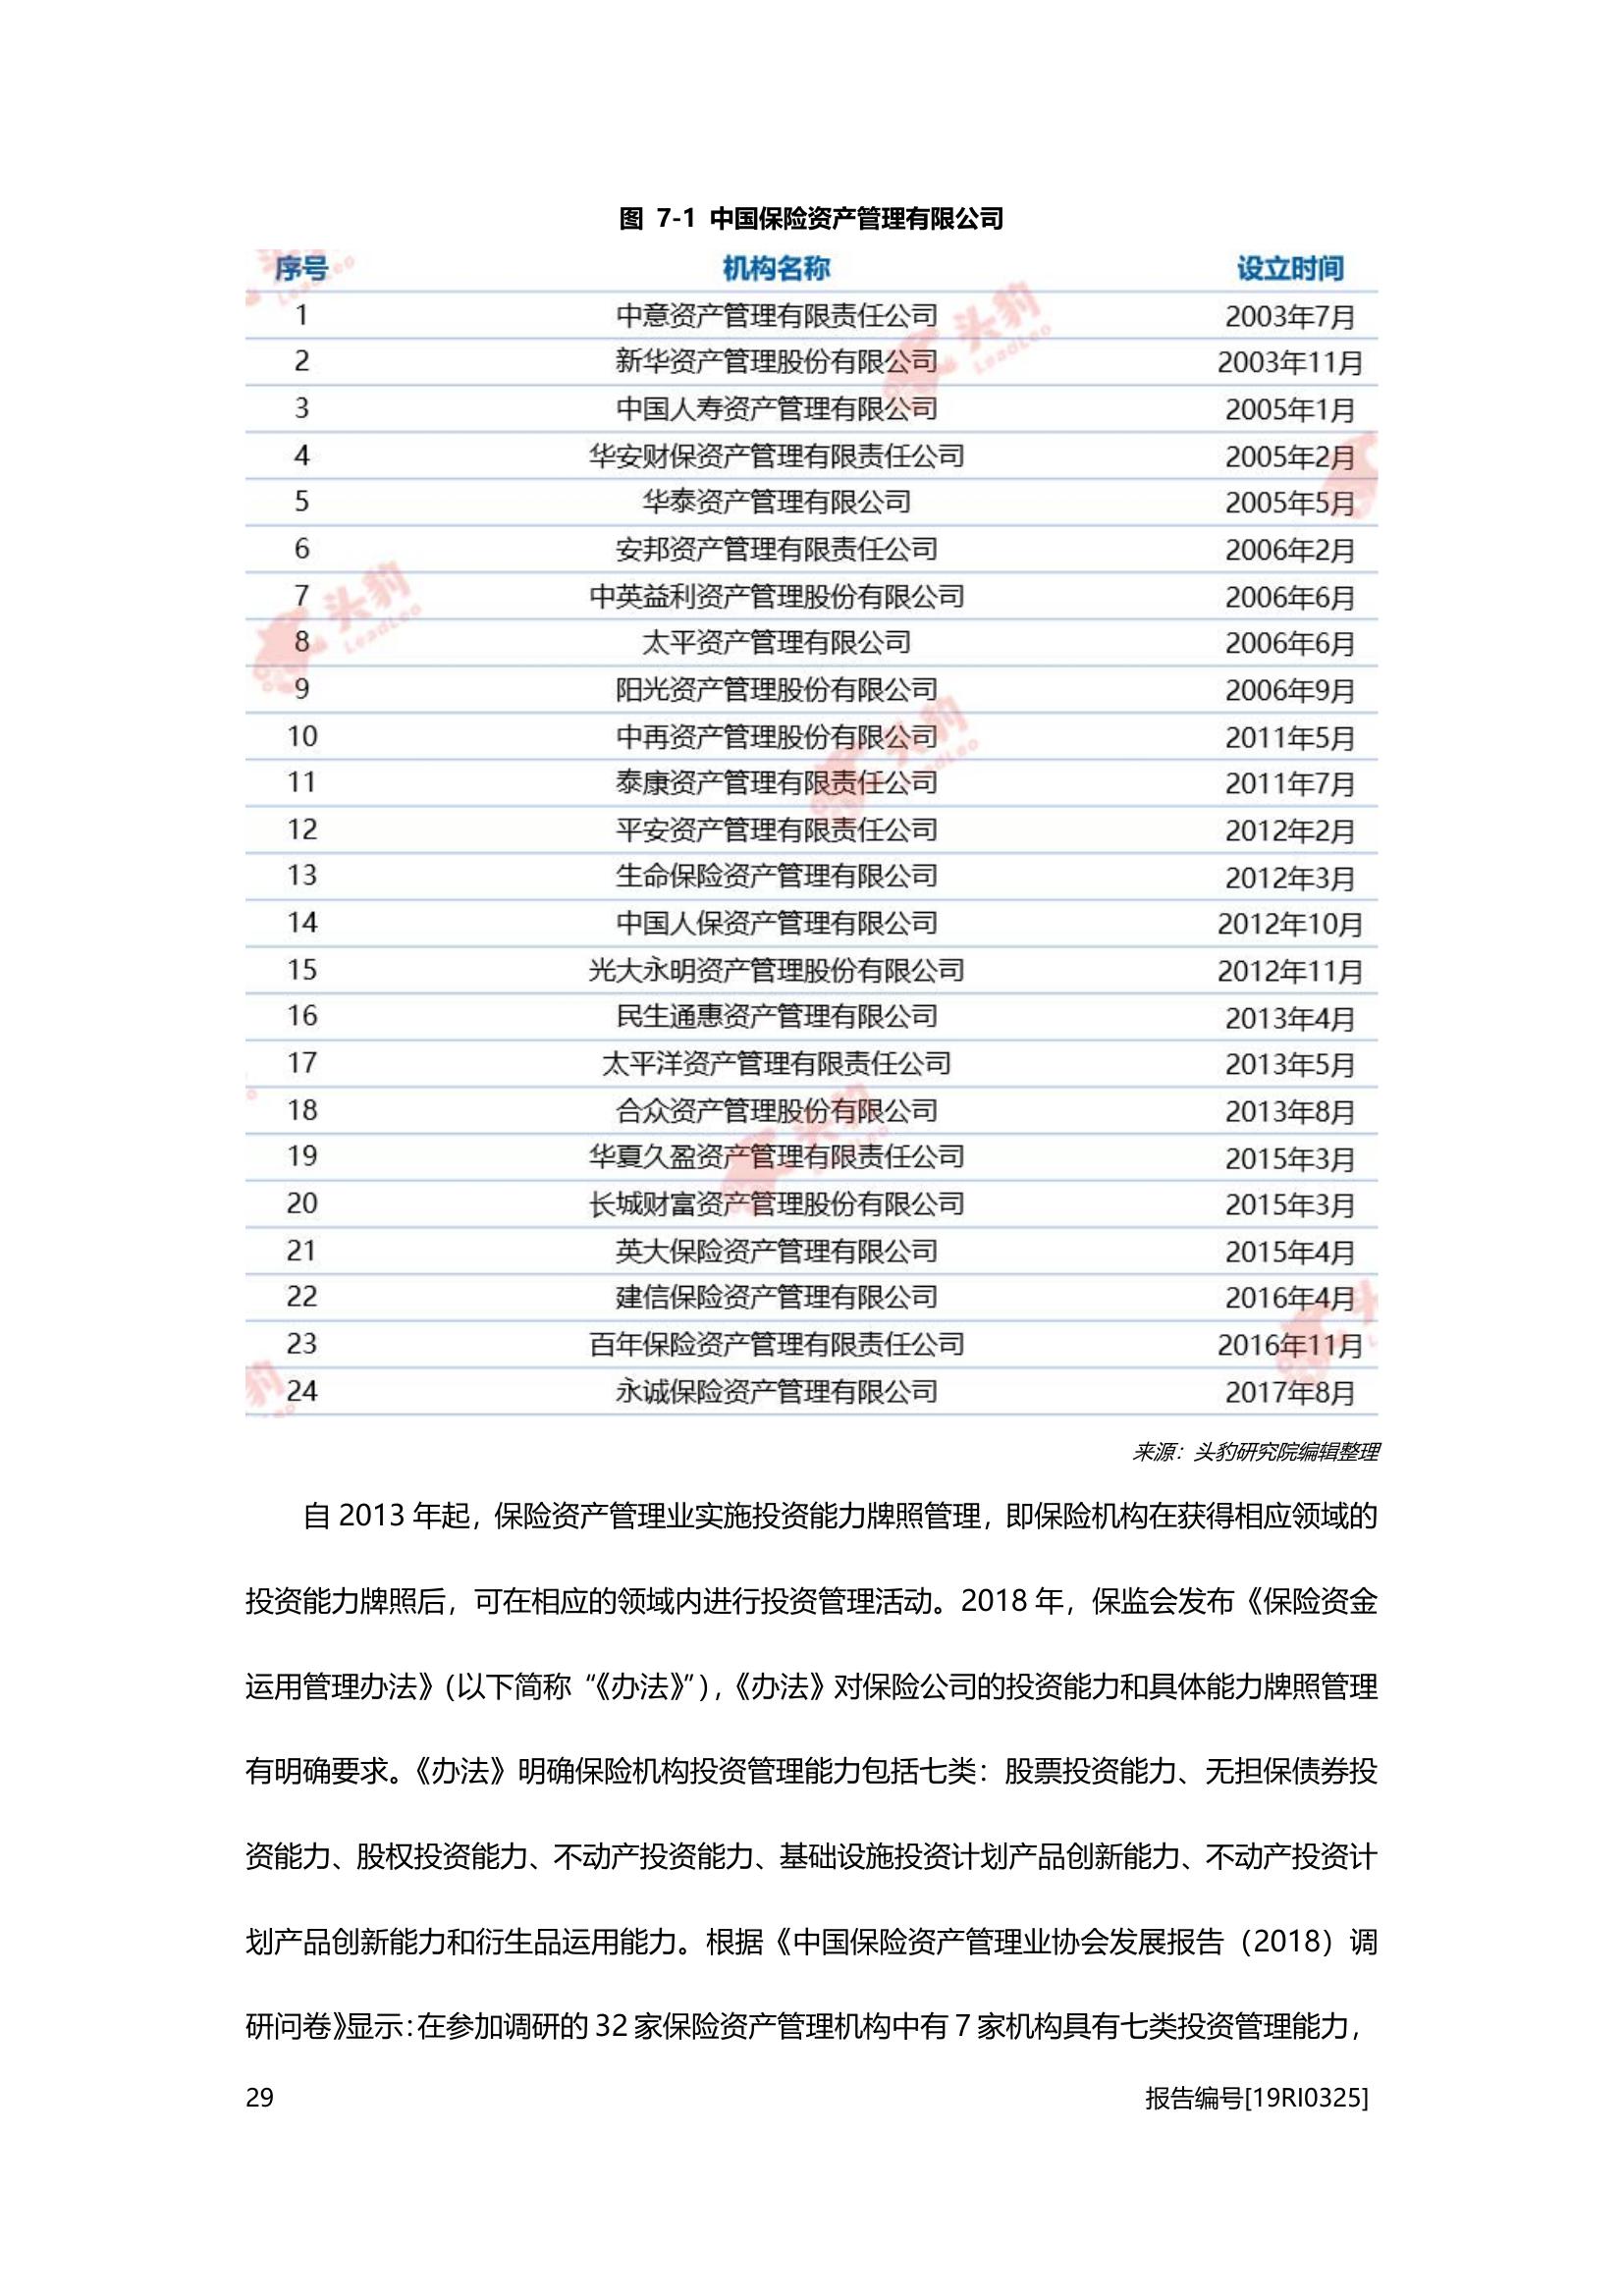 图 7-1 中国保险资产管理有限公司
序号 机构名称 设立时间
1 中意资产管理有限责任公司 2003年7月
2 新华资产管理股份有限公司 2003年11月
3 中国人寿资产管理有限公司 2005年1月
4 华安财保资产管理有限责任公司 2005年2月
5 华泰资产管理有限公司 2005年5月
6 安邦资产管理有限责任公司 2006年2月
7 中英益利资产管理股份有限公司 2006年6月
8 太平资产管理有限公司 2006年6月
9 阳光资产管理股份有限公司 2006年9月
10 中再资产管理股份有限公司 2011年5月
11 泰康资产管理有限责任公司 2011年7月
12 平安资产管理有限责任公司 2012年2月
13 生命保险资产管理有限公司 2012年3月
14 中国人保资产管理有限公司 2012年10月
15 光大永明资产管理股份有限公司 2012年11月
16 民生通惠资产管理有限公司 2013年4月
17 太平洋资产管理有限责任公司 2013年5月
18 合众资产管理股份有限公司 2013年8月
19 华夏久盈资产管理有限责任公司 2015年3月
20 长城财富资产管理股份有限公司 2015年3月
21 英大保险资产管理有限公司 2015年4月
22 建信保险资产管理有限公司 2016年4月
23 百年保险资产管理有限责任公司 2016年11月
24 永诚保险资产管理有限公司 2017年8月
来源：头豹研究院编辑整理
自 2013 年起，保险资产管理业实施投资能力牌照管理，即保险机构在获得相应领域的
投资能力牌照后，可在相应的领域内进行投资管理活动。2018 年，保监会发布《保险资金
运用管理办法》（以下简称“《办法》”），《办法》对保险公司的投资能力和具体能力牌照管理
有明确要求。《办法》明确保险机构投资管理能力包括七类：股票投资能力、无担保债券投
资能力、股权投资能力、不动产投资能力、基础设施投资计划产品创新能力、不动产投资计
划产品创新能力和衍生品运用能力。根据《中国保险资产管理业协会发展报告（2018）调
研问卷》显示：在参加调研的 32 家保险资产管理机构中有 7 家机构具有七类投资管理能力，
29 报告编号[19RI0325]